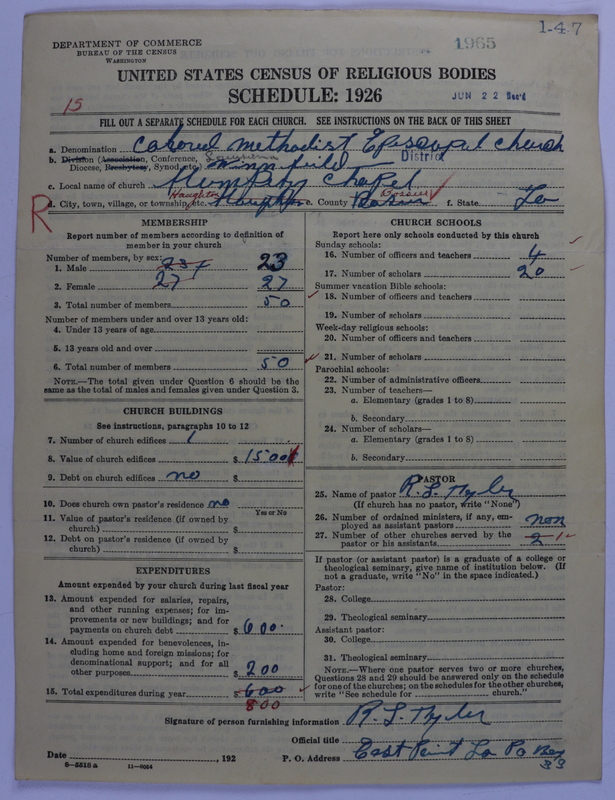 1-4-7
DEPARTMENT OF COMMERCE
BUREAU OF THE CENSUS
WASHINGTON
1965
UNITED STATES CENSUS OF RELIGIOUS BODIES
SCHEDULE: 1926
JUN 22 Rec'd
15
FILL OUT A SEPARATE SCHEDULE FOR EACH CHURCH. SEE INSTRUCTIONS ON THE BACK OF THIS SHEET
a. Denomination Colored Methodist Episcopal Church
b. Division (Association, Conference, Louisiana District
Diocese, Presbytery, Synod, etc.)
c. Local name of church Chapel
Haughton Bossier
d. City, town, village, or township, etc. e. County f. State La
R
MEMBERSHIP
Report number of members according to definition of
member in your church
Number of members, by sex:
1. Male 23 23
2. Female 27 27
3. Total number of members 50
Number of members under and over 13 years old:
4. Under 13 years of age
5. 13 years old and over
6. Total number of members 50
NOTE.—The total given under Question 6 should be the
same as the total of males and females given under Question 3.
CHURCH BUILDINGS
See instructions, paragraphs 10 to 12
7. Number of church edifices 1
8. Value of church edifices $ 1500
9. Debt on church edifices no $
10. Does church own pastor's residence no
Yes or No
11. Value of pastor's residence (if owned by
church) $
12. Debt on pastor's residence (if owned by
church) $
EXPENDITURES
Amount expended by your church during last fiscal year
13. Amount expended for salaries, repairs,
and other running expenses; for im-
provements or new buildings; and for
payments on church debt $ 600.
14. Amount expended for benevolences, in-
cluding home and foreign missions; for
denominational support; and for all
other purposes $ 200
15. Total expenditures during year $ 600
800
CHURCH SCHOOLS
Report here only schools conducted by this church
Sunday schools:
16. Number of officers and teachers 4
17. Number of scholars 20
Summer vacation Bible schools:
18. Number of officers and teachers
19. Number of scholars
Week-day religious schools:
20. Number of officers and teachers
21. Number of scholars
Parochial schools:
22. Number of administrative officers
23. Number of teachers—
a. Elementary (grades 1 to 8)
b. Secondary
24. Number of scholars—
a. Elementary (grades 1 to 8)
b. Secondary
PASTOR
25. Name of pastor R. L.
(If church has no pastor, write "None")
26. Number of ordained ministers, if any, em-
ployed as assistant pastors non
27. Number of other churches served by the
pastor or his assistants 2 1
If pastor (or assistant pastor) is a graduate of a college or
theological seminary, give name of institution below. (If
not a graduate, write "No" in the space indicated.)
Pastor:
28. College
29. Theological seminary
Assistant pastor:
30. College
31. Theological seminary
NOTE.—Where one pastor serves two or more churches,
Questions 28 and 29 should be answered only on the schedule
for one of the churches; on the schedules for the other churches,
write "See schedule for church."
Signature of person furnishing information R. L.
Official title
Date , 192 P. O. Address East Point La Po Box
33
8-5518 a 11-9024